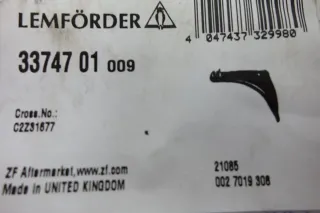 LEMFÖRDER
4 047437 329980
33747 01 009
Cross.No.:
C2Z31877
ZF Aftermarket,www.zf.com
Made in UNITED KINGDOM
21085
002 7019 308